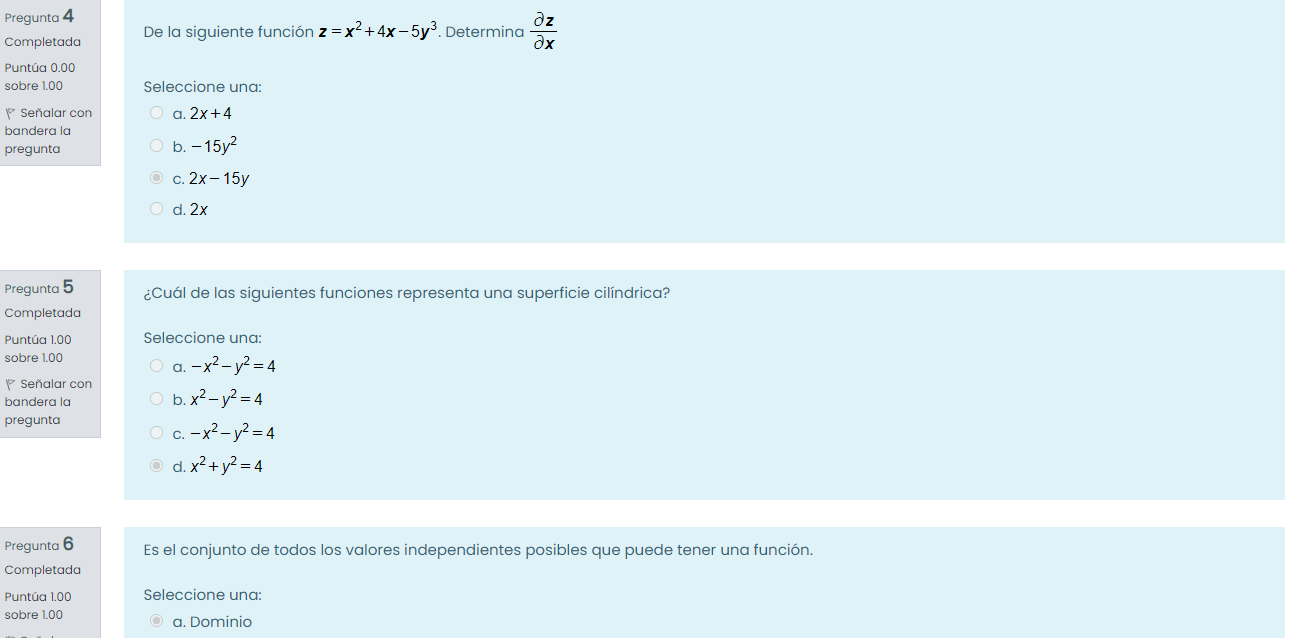 Pregunta 4
Completada
Puntúa 0.00
sobre 1.00
Señalar con
bandera la
pregunta
De la siguiente función z = x² + 4x − 5y³. Determina ∂z/∂x
Seleccione una:
a. 2x + 4
b. −15y²
c. 2x − 15y
d. 2x
Pregunta 5
Completada
Puntúa 1.00
sobre 1.00
Señalar con
bandera la
pregunta
¿Cuál de las siguientes funciones representa una superficie cilíndrica?
Seleccione una:
a. −x² − y² = 4
b. x² − y² = 4
c. −x² − y² = 4
d. x² + y² = 4
Pregunta 6
Completada
Puntúa 1.00
sobre 1.00
Es el conjunto de todos los valores independientes posibles que puede tener una función.
Seleccione una:
a. Dominio